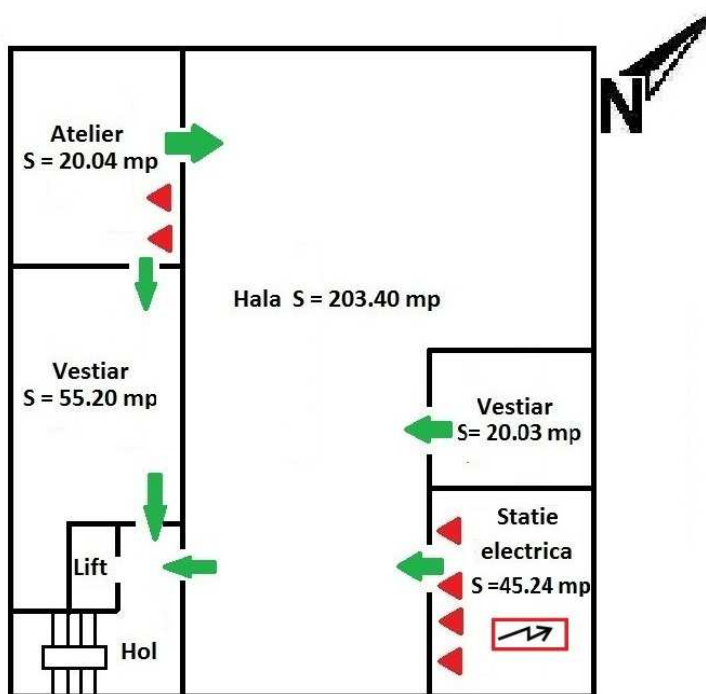 N
Atelier
S = 20.04 mp
Hala S = 203.40 mp
Vestiar
S = 55.20 mp
Vestiar
S= 20.03 mp
Statie
electrica
S =45.24 mp
Lift
Hol